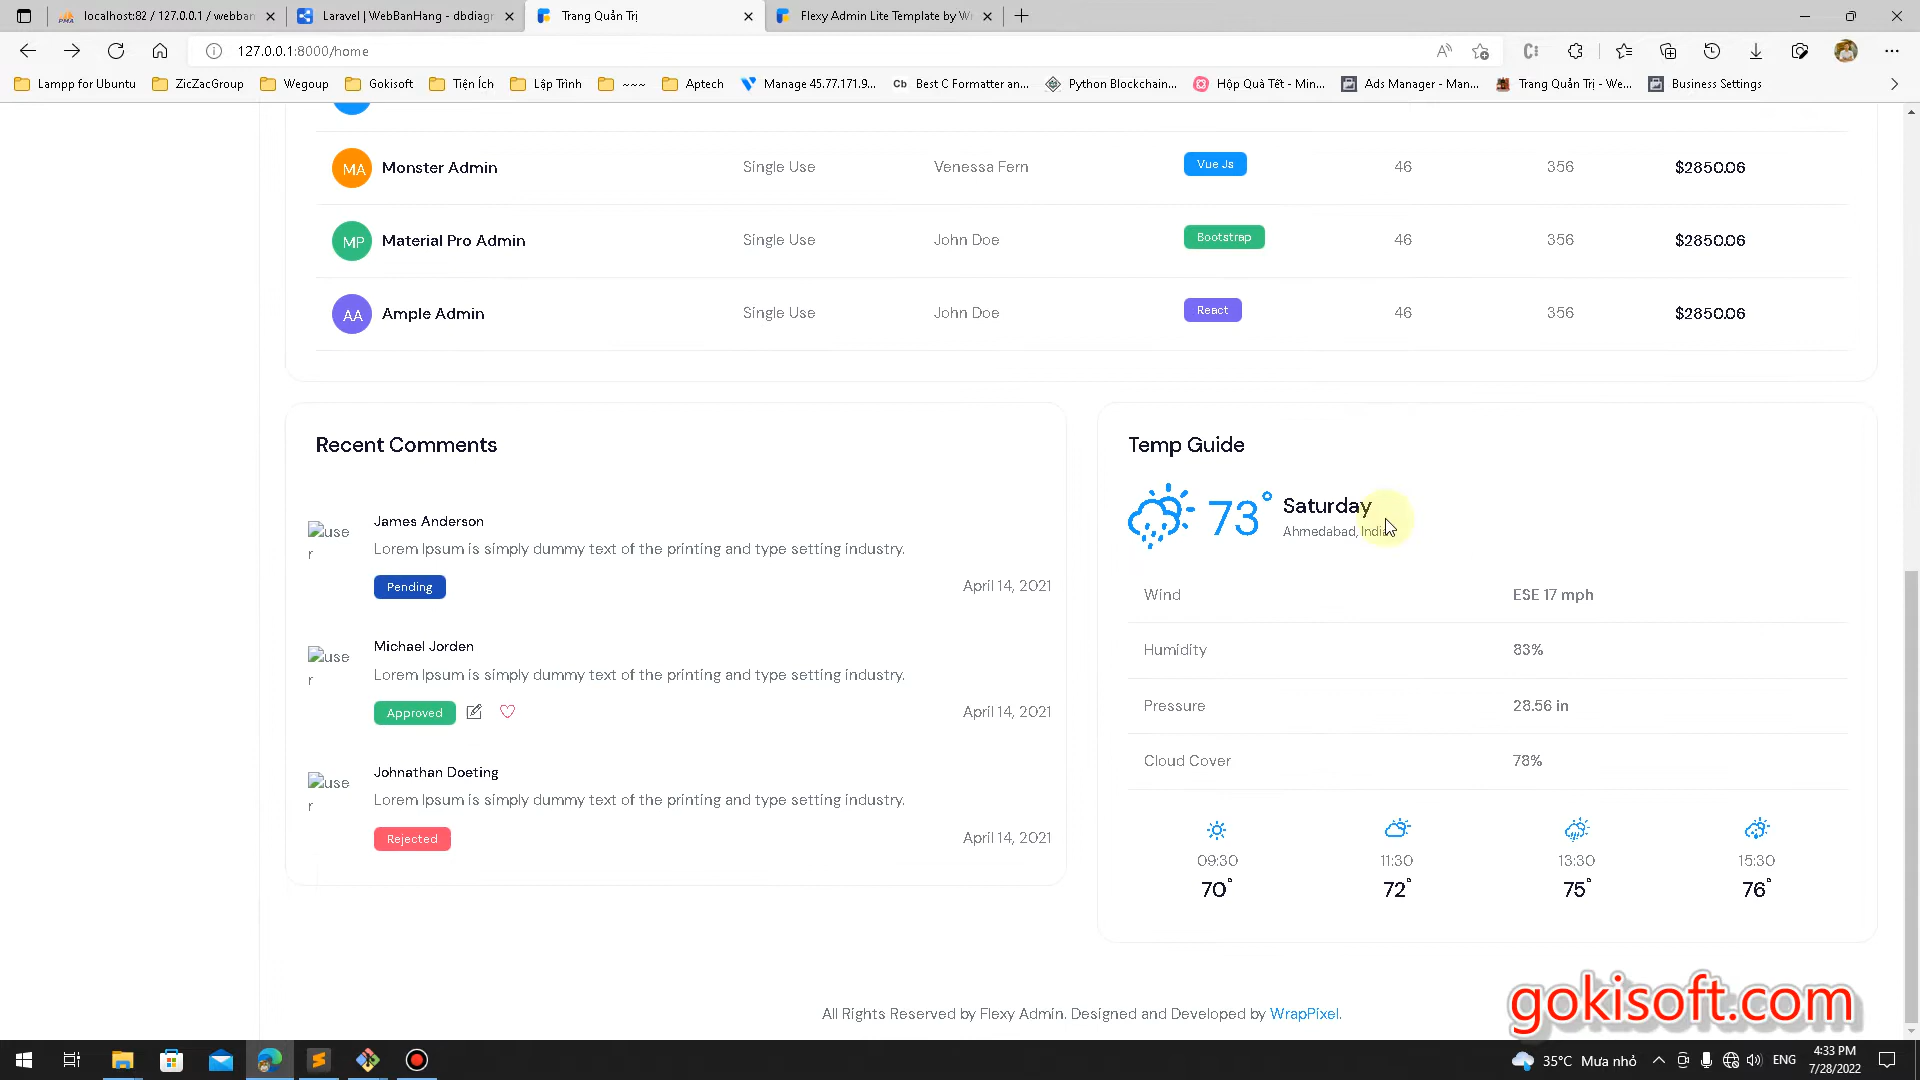 localhost:82 / 127.0.0.1 / webban
Laravel | WebBanHang - dbdiagr
Trang Quản Trị
Flexy Admin Lite Template by Wr
127.0.0.1:8000/home
Lampp for Ubuntu
ZicZacGroup
Wegoup
Gokisoft
Tiện Ích
Lập Trình
~~~
Aptech
Manage 45.77.171.9...
Cb Best C Formatter an...
Python Blockchain...
Hộp Quà Tết - Min...
Ads Manager - Man...
Trang Quản Trị - We...
Business Settings
MA Monster Admin Single Use Venessa Fern Vue Js 46 356 $2850.06
MP Material Pro Admin Single Use John Doe Bootstrap 46 356 $2850.06
AA Ample Admin Single Use John Doe React 46 356 $2850.06
Recent Comments
user
James Anderson
Lorem Ipsum is simply dummy text of the printing and type setting industry.
Pending April 14, 2021
user
Michael Jorden
Lorem Ipsum is simply dummy text of the printing and type setting industry.
Approved April 14, 2021
user
Johnathan Doeting
Lorem Ipsum is simply dummy text of the printing and type setting industry.
Rejected April 14, 2021
Temp Guide
73° Saturday
Ahmedabad, India
Wind ESE 17 mph
Humidity 83%
Pressure 28.56 in
Cloud Cover 78%
09:30 11:30 13:30 15:30
70° 72° 75° 76°
All Rights Reserved by Flexy Admin. Designed and Developed by WrapPixel.
gokisoft.com
35°C Mưa nhỏ
ENG
4:33 PM
7/28/2022